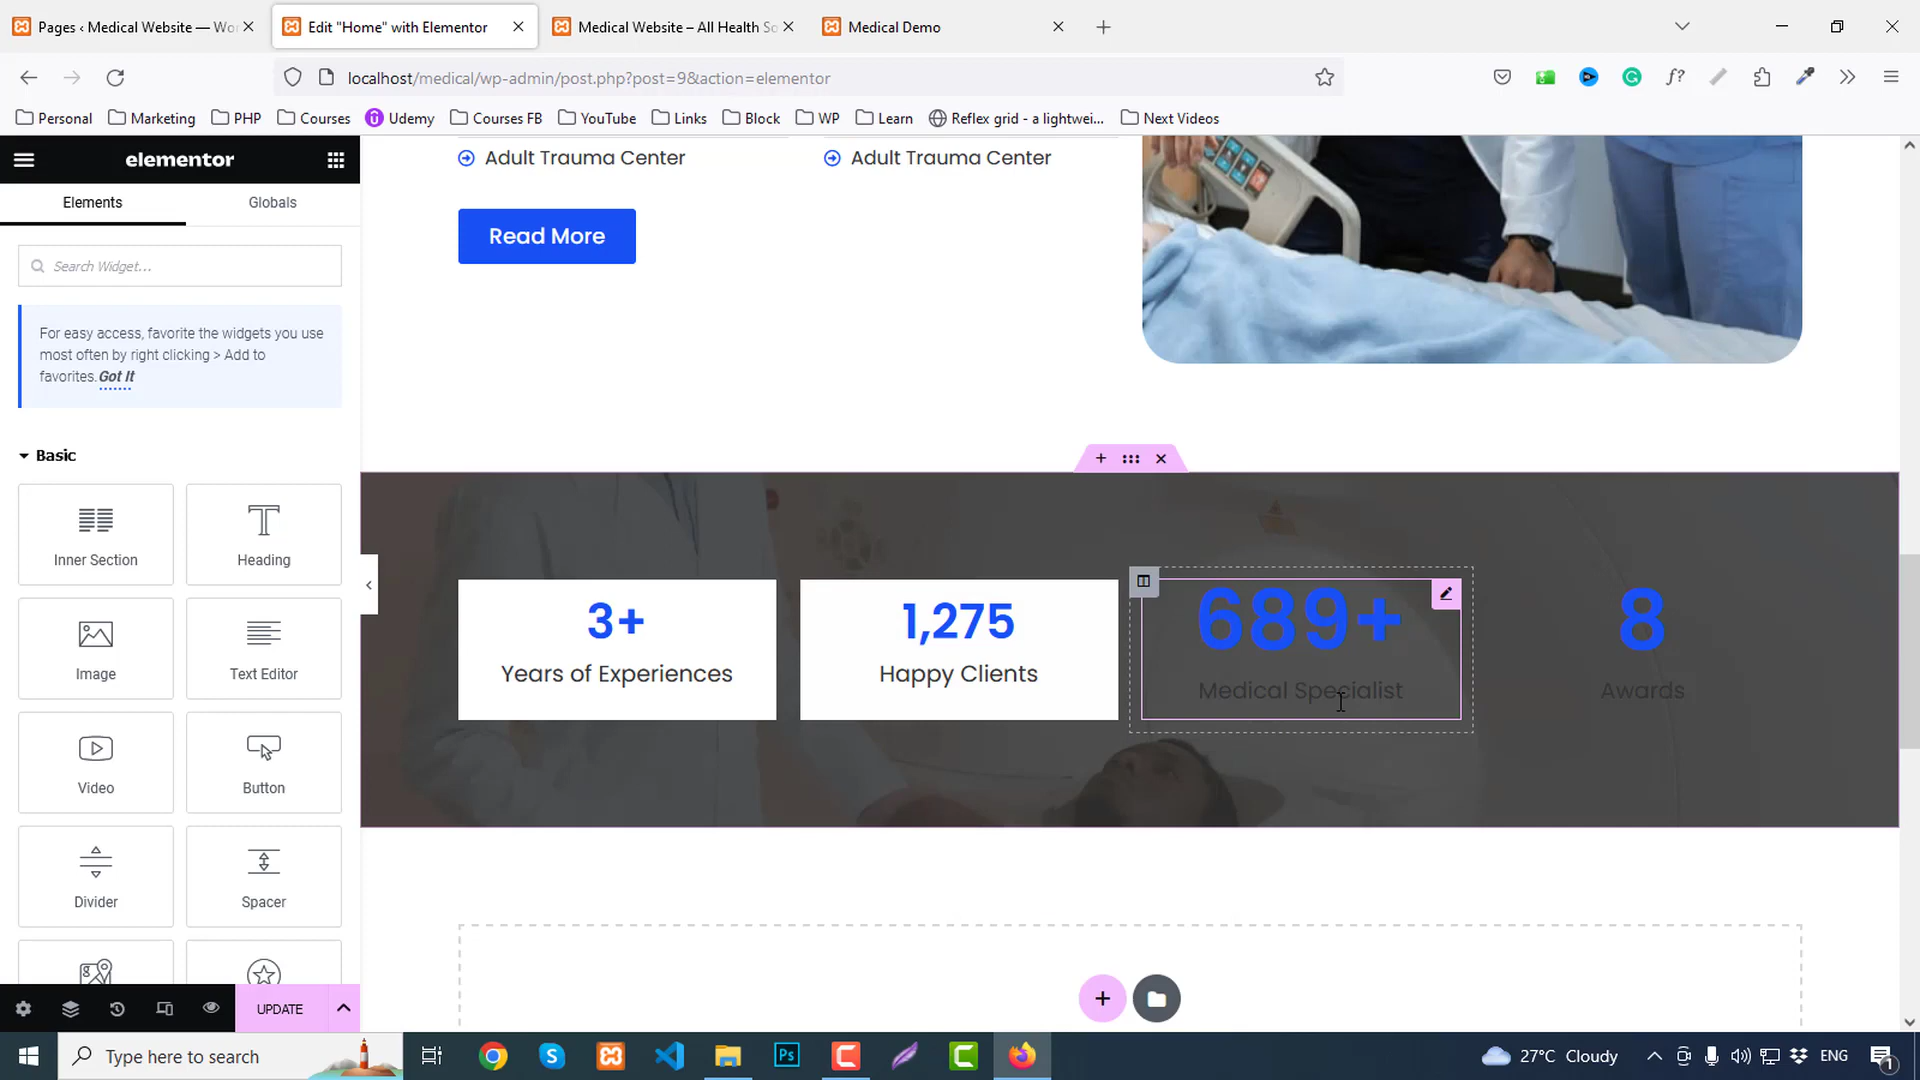 Pages ‹ Medical Website — Wor
Edit "Home" with Elementor
Medical Website – All Health So
Medical Demo
localhost/medical/wp-admin/post.php?post=9&action=elementor
Personal
Marketing
PHP
Courses
Udemy
Courses FB
YouTube
Links
Block
WP
Learn
Reflex grid - a lightwei...
Next Videos
elementor
Elements
Globals
Search Widget...
For easy access, favorite the widgets you use
most often by right clicking > Add to
favorites. Got It
Basic
Inner Section
Heading
Image
Text Editor
Video
Button
Divider
Spacer
UPDATE
Adult Trauma Center
Adult Trauma Center
Read More
3+
Years of Experiences
1,275
Happy Clients
689+
Medical Specialist
8
Awards
Type here to search
27°C Cloudy
ENG
1